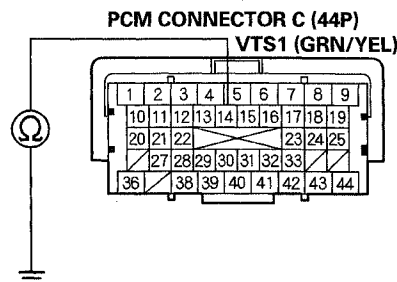 PCM CONNECTOR C (44P)
VTS1 (GRN/YEL)
1 2 3 4 5 6 7 8 9
Ω
10 11 12 13 14 15 16 17 18 19
20 21 22 23 24 25
27 28 29 30 31 32 33
36 38 39 40 41 42 43 44